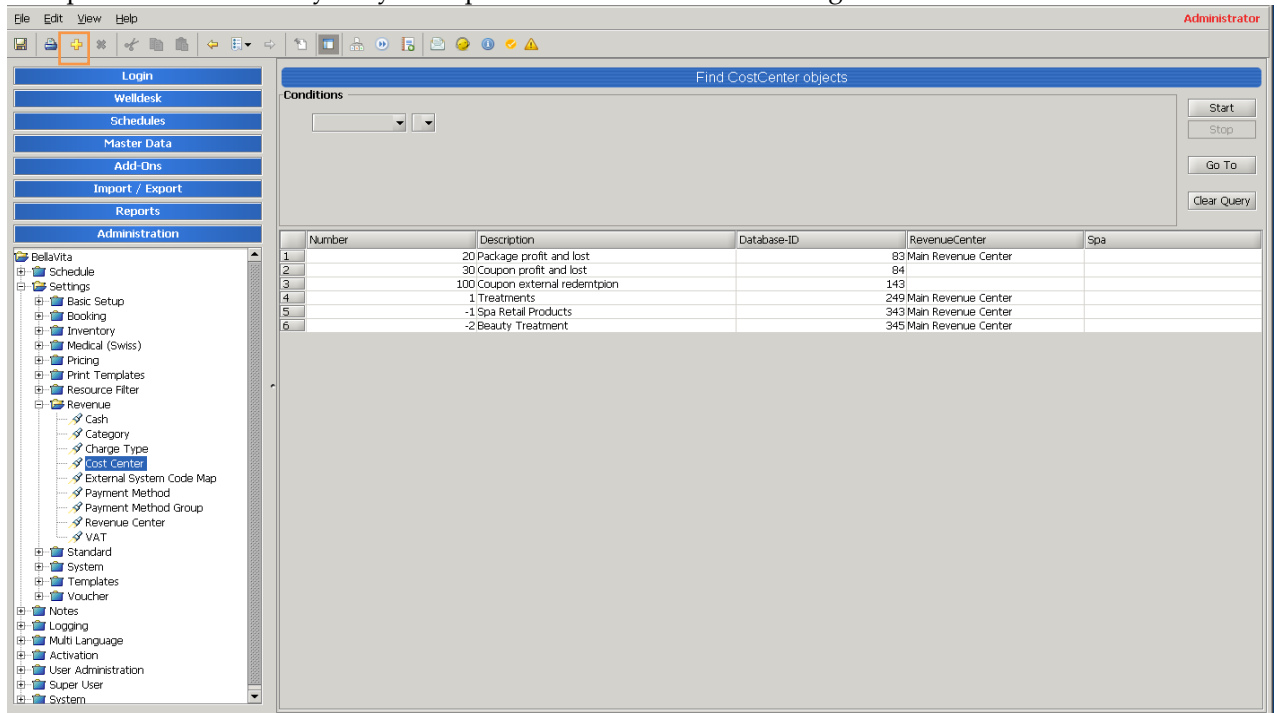 File Edit View Help
Administrator
Login
Welldesk
Schedules
Master Data
Add-Ons
Import / Export
Reports
Administration
BellaVita
Schedule
Settings
Basic Setup
Booking
Inventory
Medical (Swiss)
Pricing
Print Templates
Resource Filter
Revenue
Cash
Category
Charge Type
Cost Center
External System Code Map
Payment Method
Payment Method Group
Revenue Center
VAT
Standard
System
Templates
Voucher
Notes
Logging
Multi Language
Activation
User Administration
Super User
System
Find CostCenter objects
Conditions
Start
Stop
Go To
Clear Query
Number Description Database-ID RevenueCenter Spa
1 20 Package profit and lost 83 Main Revenue Center
2 30 Coupon profit and lost 84
3 100 Coupon external redemtpion 143
4 1 Treatments 249 Main Revenue Center
5 -1 Spa Retail Products 343 Main Revenue Center
6 -2 Beauty Treatment 345 Main Revenue Center